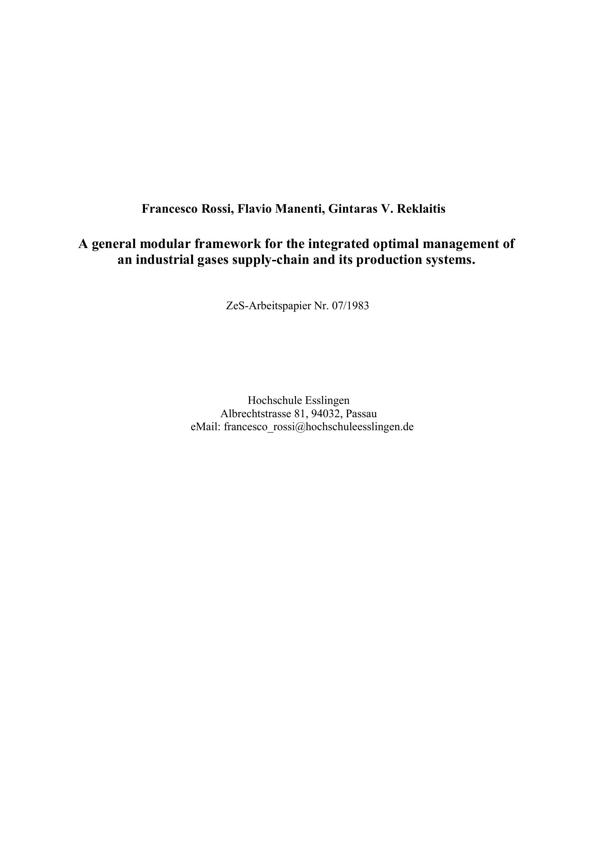 Francesco Rossi, Flavio Manenti, Gintaras V. Reklaitis
A general modular framework for the integrated optimal management of
an industrial gases supply-chain and its production systems.
ZeS-Arbeitspapier Nr. 07/1983
Hochschule Esslingen
Albrechtstrasse 81, 94032, Passau
eMail: francesco_rossi@hochschuleesslingen.de